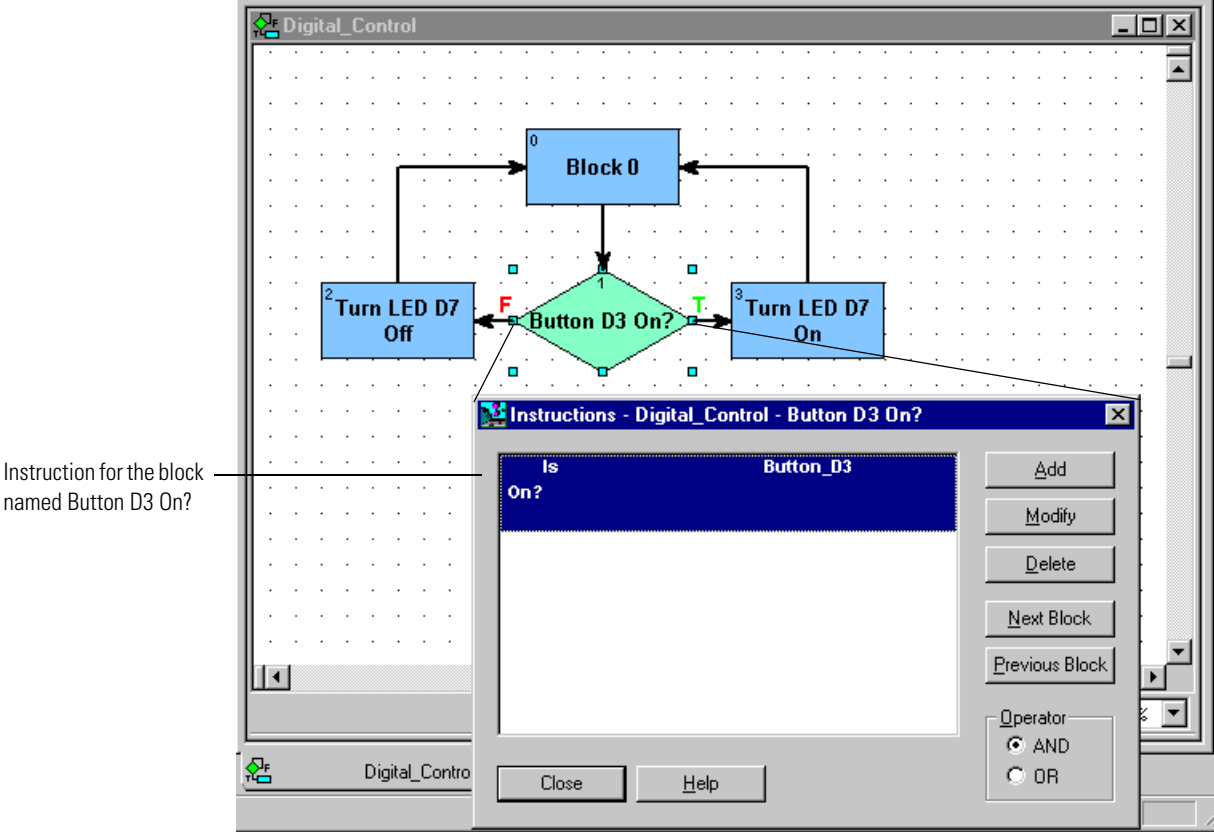 Digital_Control
0
Block 0
2
Turn LED D7
Off
F
1
Button D3 On?
T
3
Turn LED D7
On
Instruction for the block
named Button D3 On?
Instructions - Digital_Control - Button D3 On?
Is Button_D3
On?
Add
Modify
Delete
Next Block
Previous Block
Operator
AND
OR
Close
Help
%
Digital_Contro